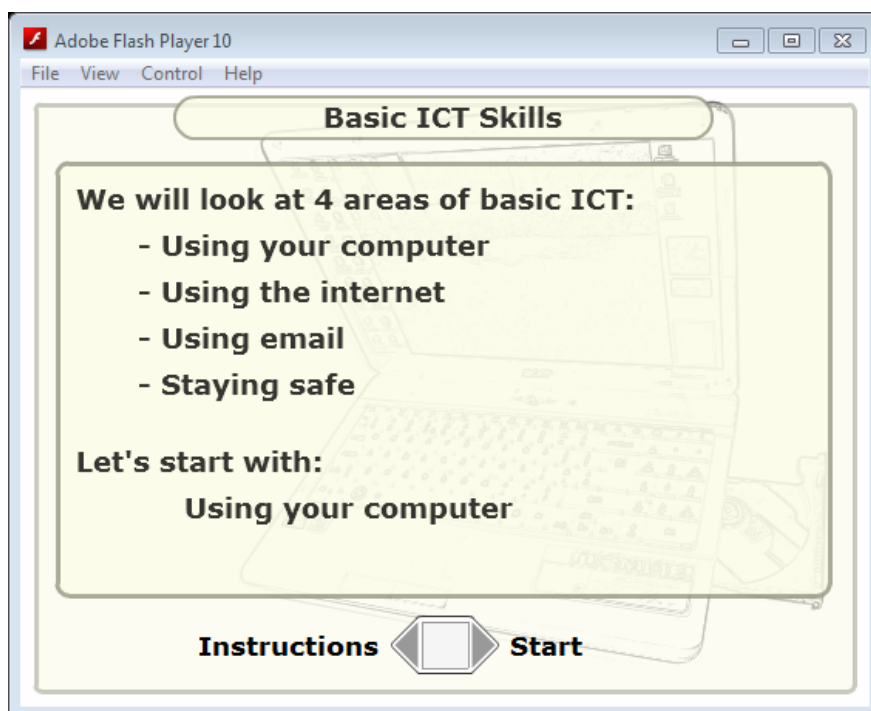 Adobe Flash Player 10
File View Control Help
Basic ICT Skills
We will look at 4 areas of basic ICT:
- Using your computer
- Using the internet
- Using email
- Staying safe
Let's start with:
Using your computer
Instructions Start